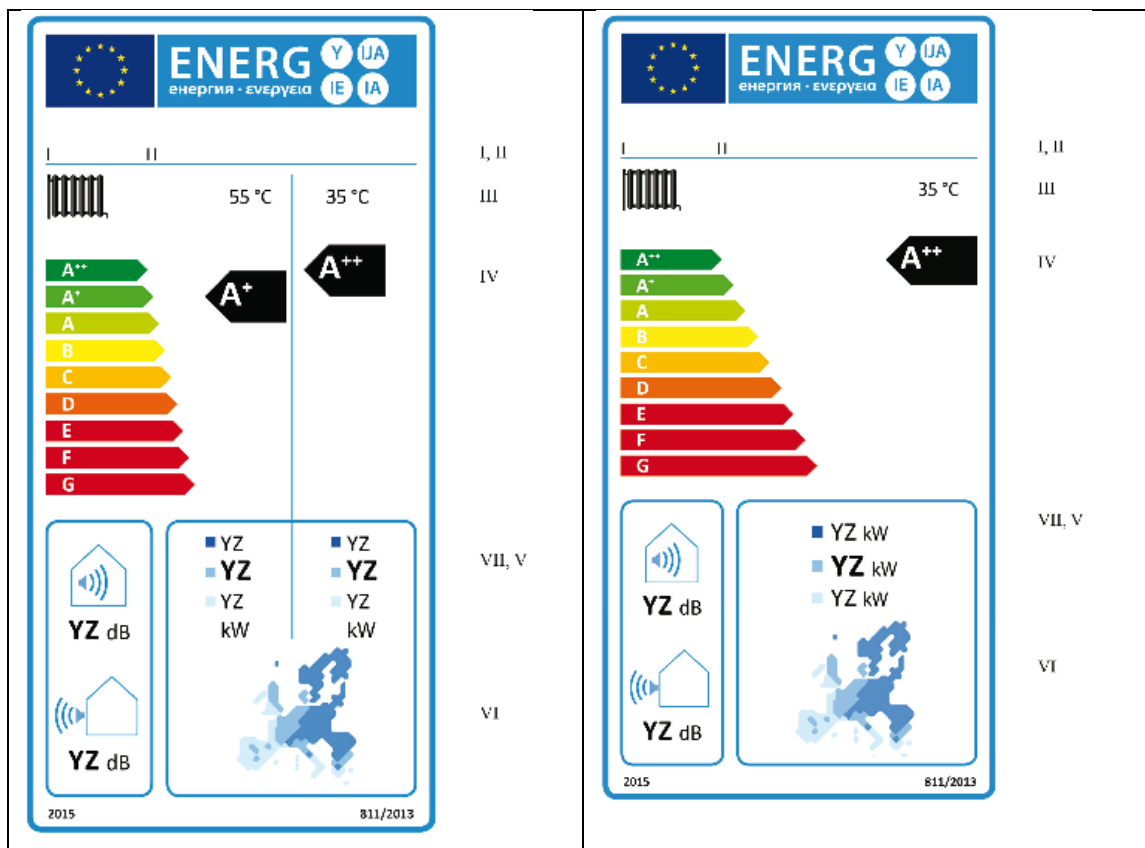 ENERG Y IJA
енергия · ενεργεια IE IA
I II
I, II
55 °C 35 °C
III
A++
A+
A
B
C
D
E
F
G
A+
A++
IV
YZ YZ
YZ YZ
YZ YZ
kW kW
VII, V
YZ dB
YZ dB
VI
2015 811/2013
ENERG Y IJA
енергия · ενεργεια IE IA
I II
I, II
35 °C
III
A++
A+
A
B
C
D
E
F
G
A++
IV
YZ kW
YZ kW
YZ kW
VII, V
YZ dB
YZ dB
VI
2015 811/2013